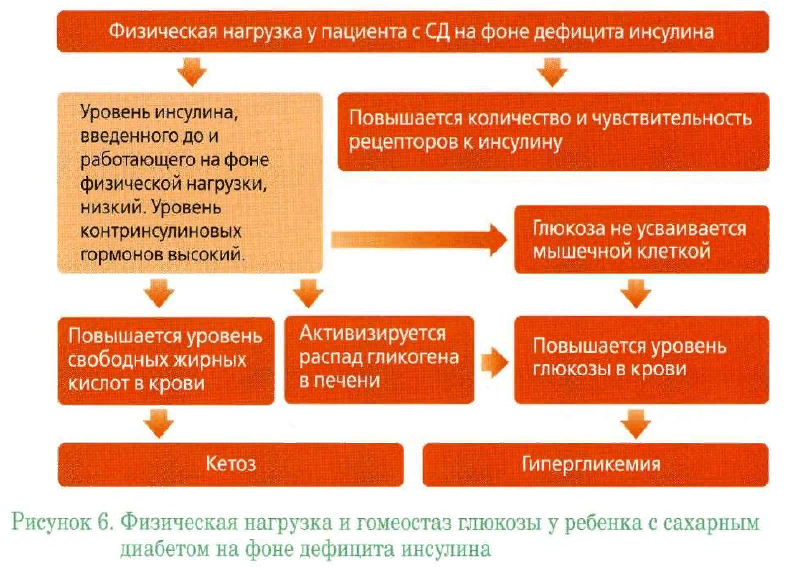 Физическая нагрузка у пациента с СД на фоне дефицита инсулина
Уровень инсулина,
введенного до и
работающего на фоне
физической нагрузки,
низкий. Уровень
контринсулиновых
гормонов высокий.
Повышается количество и чувствительность
рецепторов к инсулину
Глюкоза не усваивается
мышечной клеткой
Повышается уровень
свободных жирных
кислот в крови
Активизируется
распад гликогена
в печени
Повышается уровень
глюкозы в крови
Кетоз
Гипергликемия
Рисунок 6. Физическая нагрузка и гомеостаз глюкозы у ребенка с сахарным
диабетом на фоне дефицита инсулина